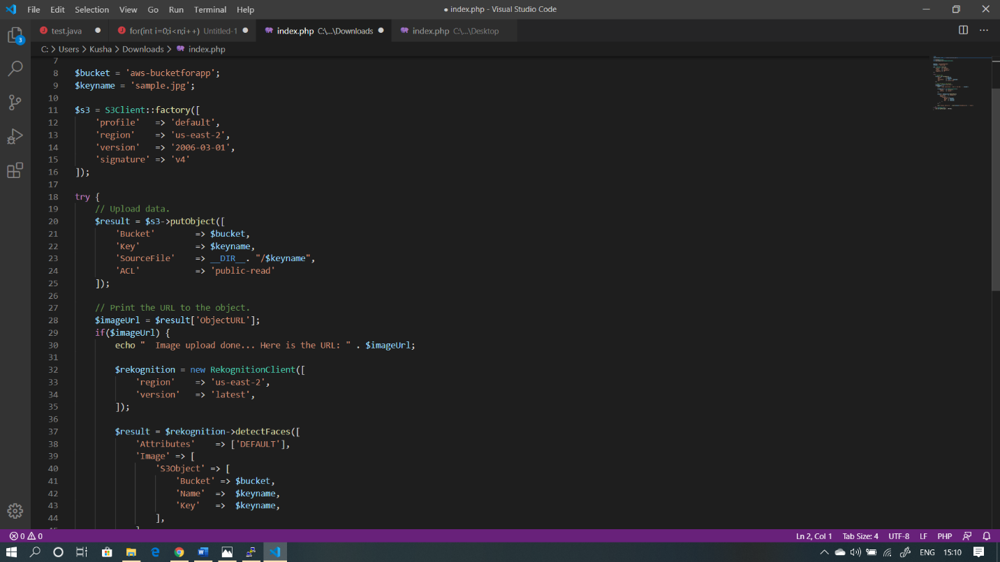 File Edit Selection View Go Run Terminal Help
● index.php - Visual Studio Code
test.java ● for(int i=0;i<n;i++) Untitled-1 ● index.php C:\...\Downloads ● index.php C:\...\Desktop
C: > Users > Kusha > Downloads > index.php
3
7
8 $bucket = 'aws-bucketforapp';
9 $keyname = 'sample.jpg';
10
11 $s3 = S3Client::factory([
12 'profile' => 'default',
13 'region' => 'us-east-2',
14 'version' => '2006-03-01',
15 'signature' => 'v4'
16 ]);
17
18 try {
19 // Upload data.
20 $result = $s3->putObject([
21 'Bucket' => $bucket,
22 'Key' => $keyname,
23 'SourceFile' => __DIR__. "/$keyname",
24 'ACL' => 'public-read'
25 ]);
26
27 // Print the URL to the object.
28 $imageUrl = $result['ObjectURL'];
29 if($imageUrl) {
30 echo "  Image upload done... Here is the URL: " . $imageUrl;
31
32 $rekognition = new RekognitionClient([
33 'region' => 'us-east-2',
34 'version' => 'latest',
35 ]);
36
37 $result = $rekognition->detectFaces([
38 'Attributes' => ['DEFAULT'],
39 'Image' => [
40 'S3Object' => [
41 'Bucket' => $bucket,
42 'Name' => $keyname,
43 'Key' => $keyname,
44 ],
0 0
Ln 2, Col 1 Tab Size: 4 UTF-8 LF PHP
ENG 15:10